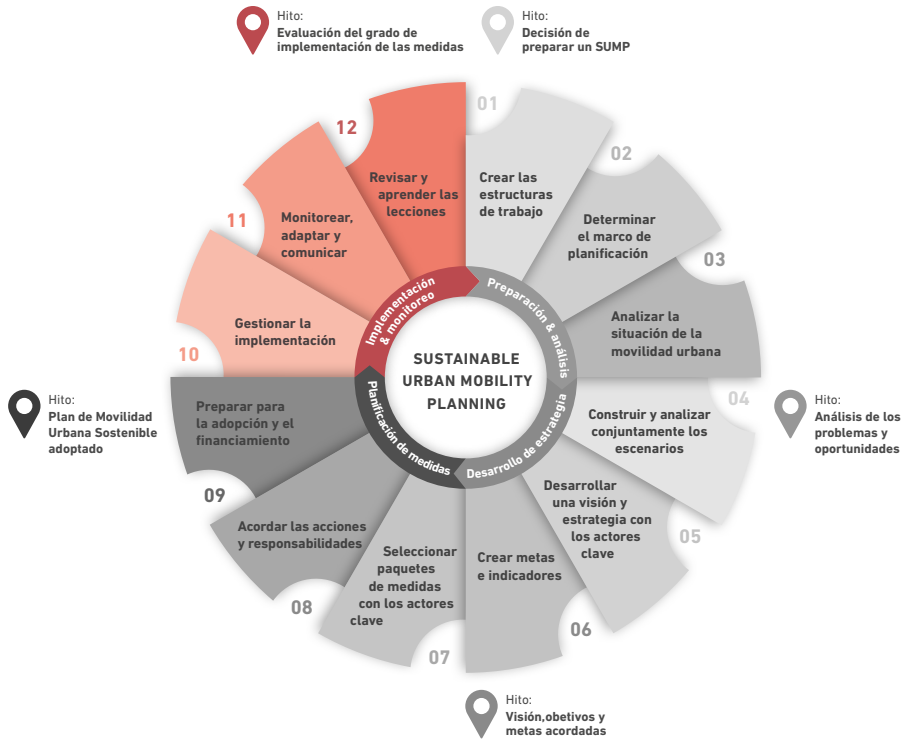 Hito:
Evaluación del grado de
implementación de las medidas
Hito:
Decisión de
preparar un SUMP
01
Crear las
estructuras
de trabajo
02
Determinar
el marco de
planificación
03
Analizar la
situación de la
movilidad urbana
04
Construir y analizar
conjuntamente los
escenarios
05
Desarrollar
una visión y
estrategia con
los actores
clave
06
Crear metas
e indicadores
07
Seleccionar
paquetes
de medidas
con los actores
clave
08
Acordar las acciones
y responsabilidades
09
Preparar para
la adopción y el
financiamiento
10
Gestionar la
implementación
11
Monitorear,
adaptar y
comunicar
12
Revisar y
aprender las
lecciones
Preparación & análisis
Desarrollo de estrategia
Planificación de medidas
Implementación
& monitoreo
SUSTAINABLE
URBAN MOBILITY
PLANNING
Hito:
Análisis de los
problemas y
oportunidades
Hito:
Visión,obetivos y
metas acordadas
Hito:
Plan de Movilidad
Urbana Sostenible
adoptado